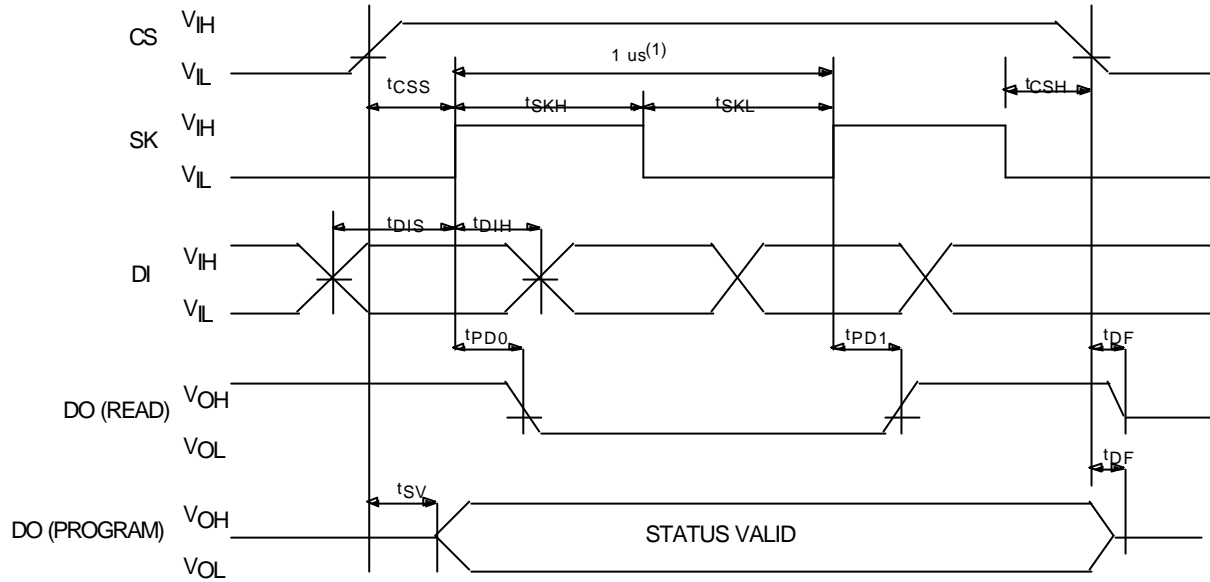 CS VIH
VIL
1 us(1)
tCSS
tCSH
tSKH tSKL
SK VIH
VIL
tDIS tDIH
DI VIH
VIL
tPD0 tPD1 tDF
DO (READ) VOH
VOL
tDF
tSV
DO (PROGRAM) VOH
STATUS VALID
VOL